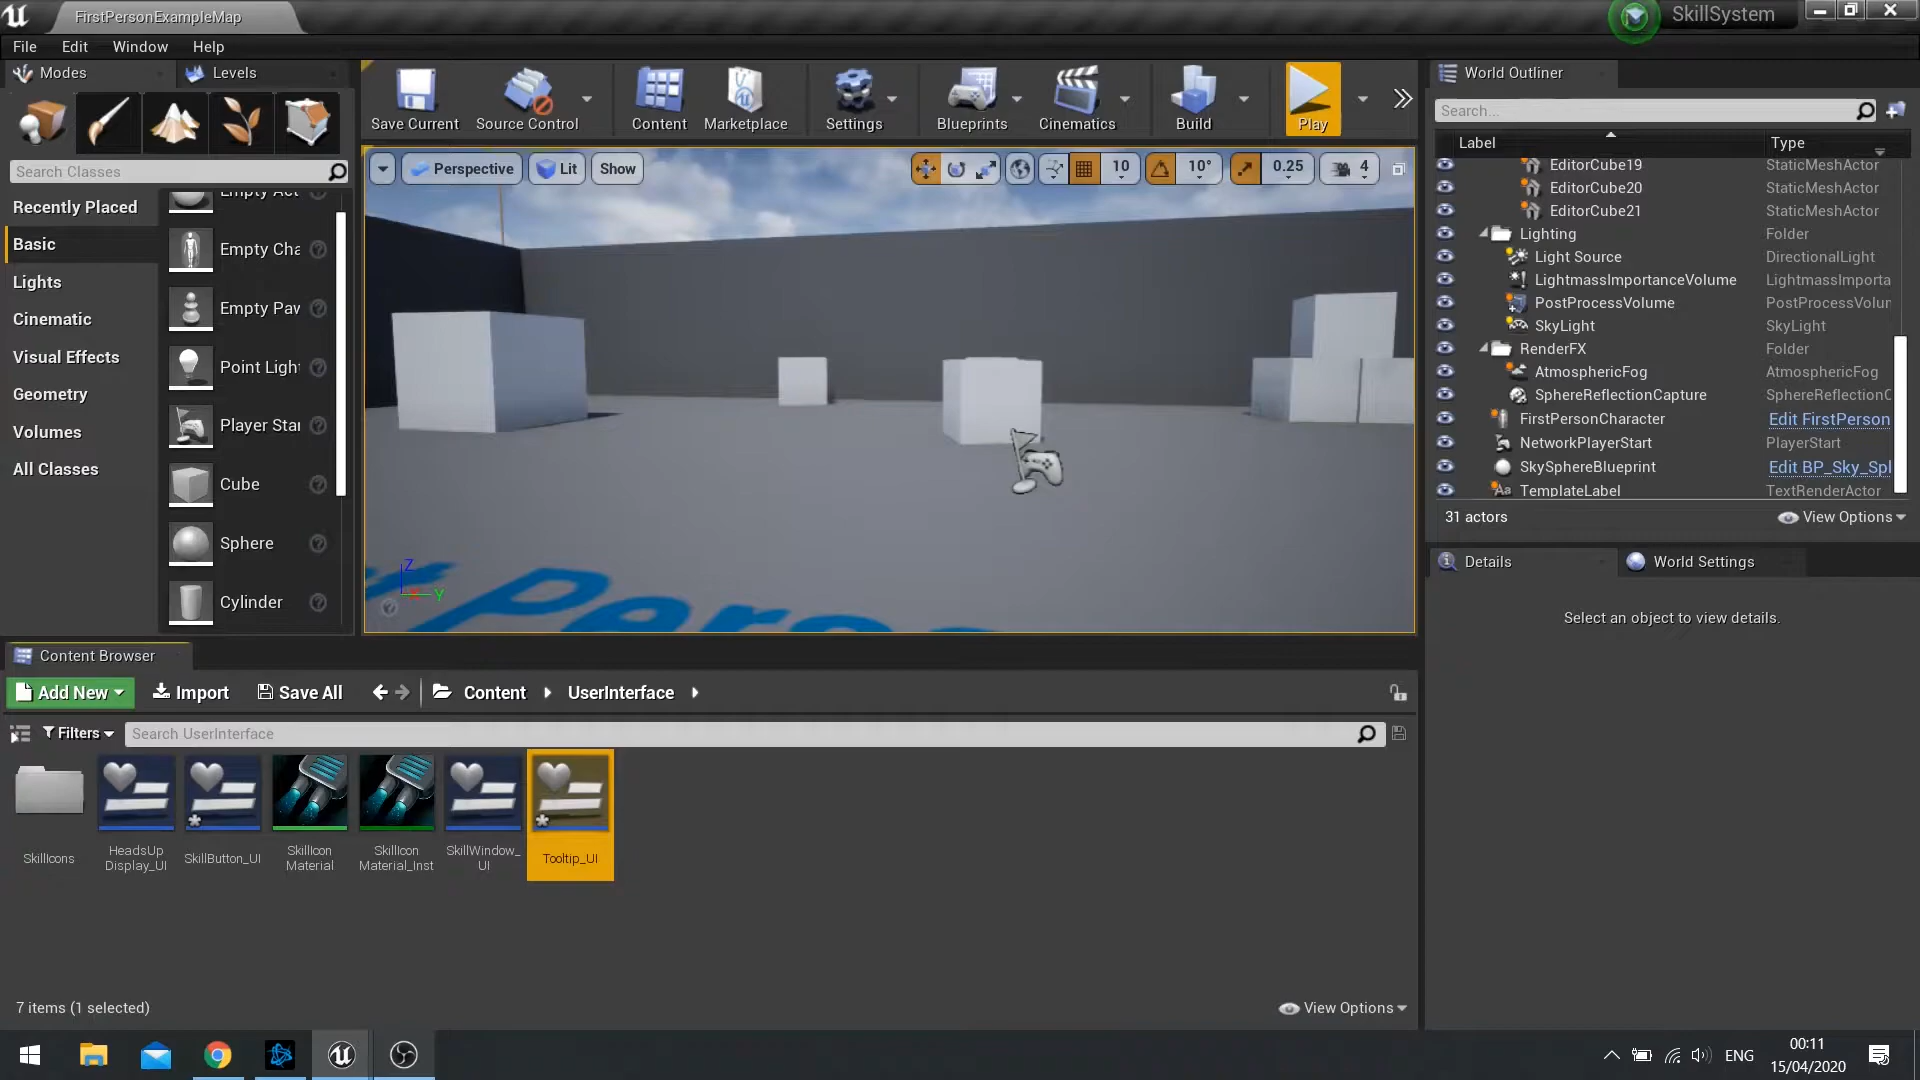 FirstPersonExampleMap
SkillSystem
File Edit Window Help
Modes
Levels
Save Current
Source Control
Content
Marketplace
Settings
Blueprints
Cinematics
Build
Play
World Outliner
Search...
Label
Type
Search Classes
Perspective
Lit
Show
10
10°
0.25
4
Recently Placed
Basic
Lights
Cinematic
Visual Effects
Geometry
Volumes
All Classes
Empty Act
Empty Cha
Empty Paw
Point Light
Player Star
Cube
Sphere
Cylinder
EditorCube19 StaticMeshActor
EditorCube20 StaticMeshActor
EditorCube21 StaticMeshActor
Lighting Folder
Light Source DirectionalLight
LightmassImportanceVolume LightmassImporta
PostProcessVolume PostProcessVolun
SkyLight SkyLight
RenderFX Folder
AtmosphericFog AtmosphericFog
SphereReflectionCapture SphereReflectionC
FirstPersonCharacter Edit FirstPerson
NetworkPlayerStart PlayerStart
SkySphereBlueprint Edit BP_Sky_Spl
TemplateLabel TextRenderActor
31 actors
View Options
Details
World Settings
Select an object to view details.
Z
X
Y
t Perso
Content Browser
Add New
Import
Save All
Content
UserInterface
Filters
Search UserInterface
SkillIcons
HeadsUp
Display_UI
SkillButton_UI
SkillIcon
Material
SkillIcon
Material_Inst
SkillWindow_
UI
Tooltip_UI
7 items (1 selected)
View Options
ENG
00:11
15/04/2020